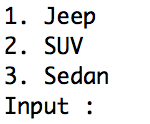 1. Jeep
2. SUV
3. Sedan
Input :